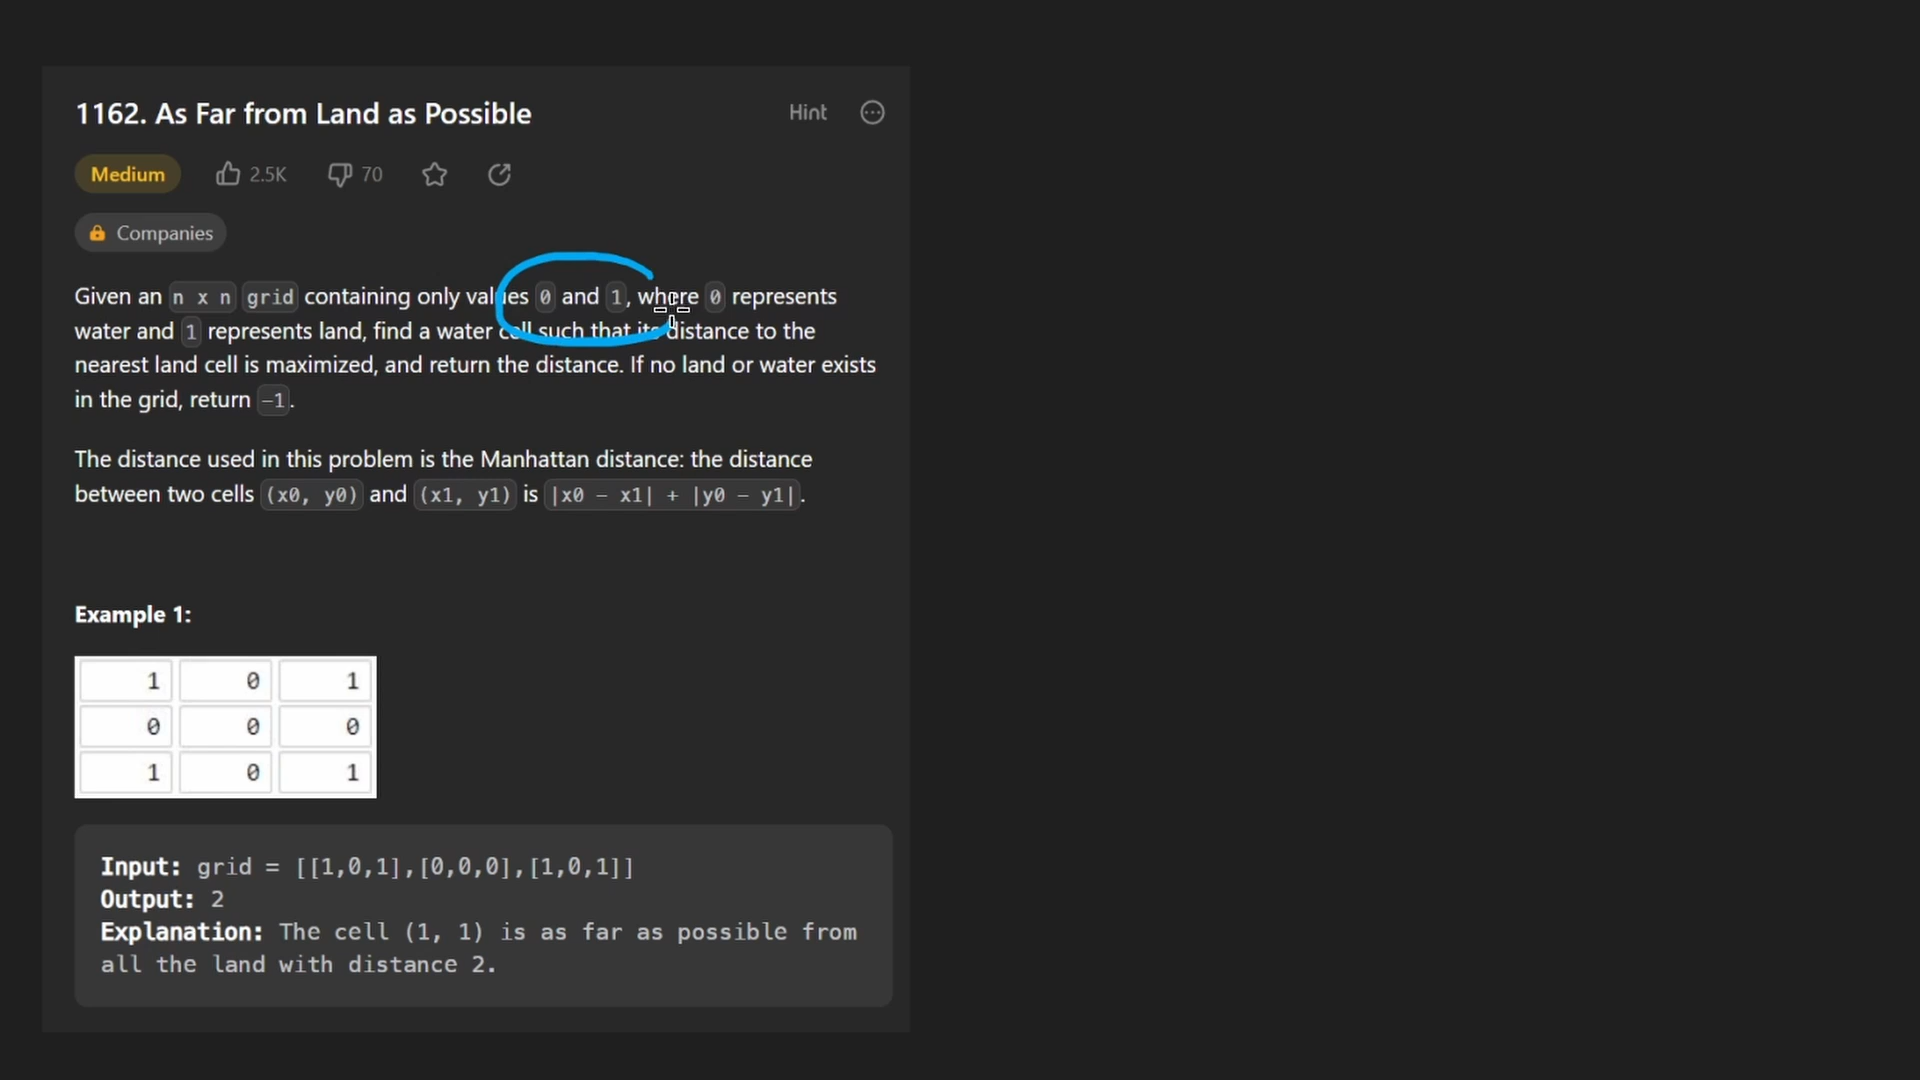 1162. As Far from Land as Possible
Hint
Medium
2.5K
70
Companies
Given an n x n grid containing only values 0 and 1, where 0 represents
water and 1 represents land, find a water cell such that its distance to the
nearest land cell is maximized, and return the distance. If no land or water exists
in the grid, return −1.
The distance used in this problem is the Manhattan distance: the distance
between two cells (x0, y0) and (x1, y1) is |x0 − x1| + |y0 − y1|.
Example 1:
1 0 1
0 0 0
1 0 1
Input: grid = [[1,0,1],[0,0,0],[1,0,1]]
Output: 2
Explanation: The cell (1, 1) is as far as possible from
all the land with distance 2.